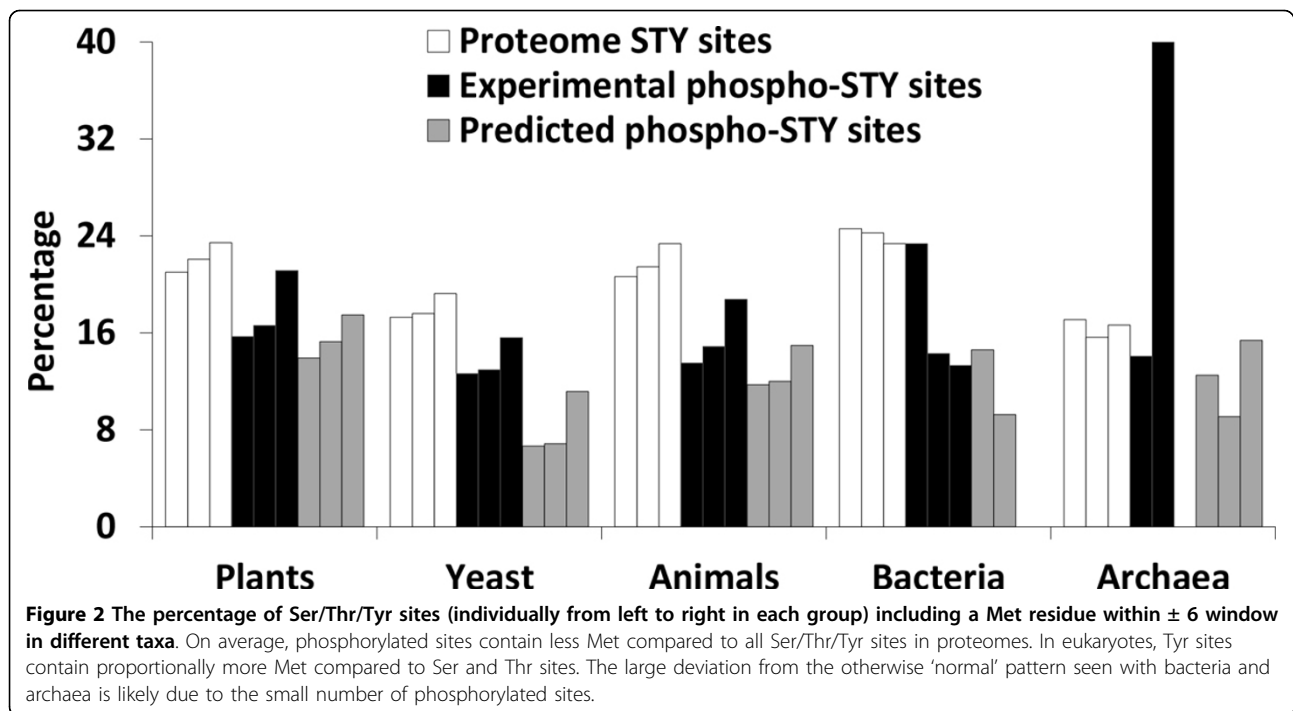 40
32
24
16
8
0
Percentage
Proteome STY sites
Experimental phospho-STY sites
Predicted phospho-STY sites
Plants
Yeast
Animals
Bacteria
Archaea
Figure 2 The percentage of Ser/Thr/Tyr sites (individually from left to right in each group) including a Met residue within ± 6 window
in different taxa. On average, phosphorylated sites contain less Met compared to all Ser/Thr/Tyr sites in proteomes. In eukaryotes, Tyr sites
contain proportionally more Met compared to Ser and Thr sites. The large deviation from the otherwise ‘normal’ pattern seen with bacteria and
archaea is likely due to the small number of phosphorylated sites.